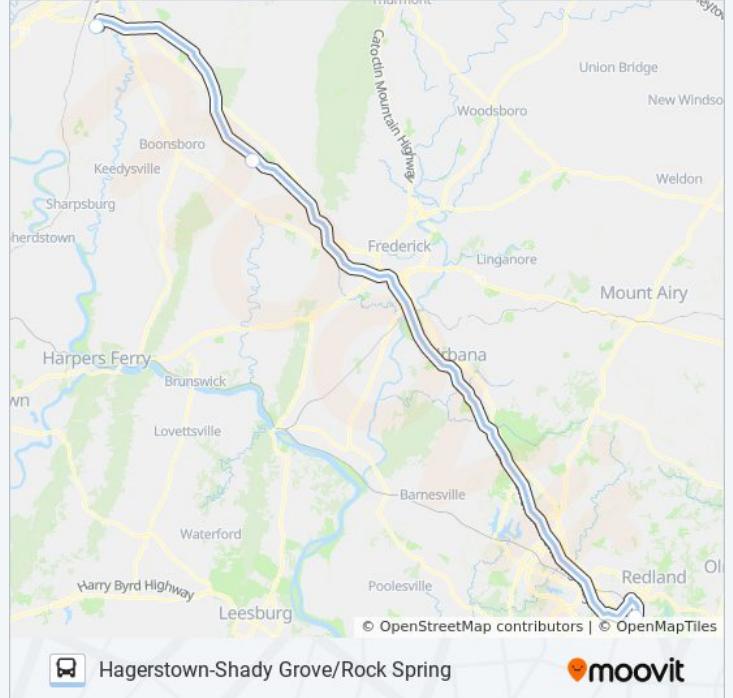 Union Bridge
New Windso
Catoctin Mountain Highway
Woodsboro
Boonsboro
Keedysville
Weldon
Sharpsburg
herdstown
Frederick
Linganore
Mount Airy
Harpers Ferry
Urbana
Brunswick
wn
Lovettsville
Barnesville
Waterford
Redland
Harry Byrd Highway
Poolesville
Leesburg
© OpenStreetMap contributors | © OpenMapTiles
Hagerstown-Shady Grove/Rock Spring
moovit